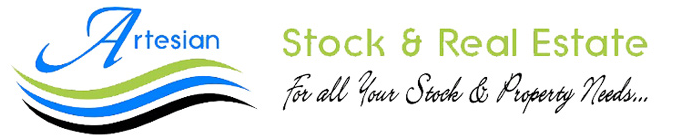 Artesian
Stock & Real Estate
For all Your Stock & Property Needs...